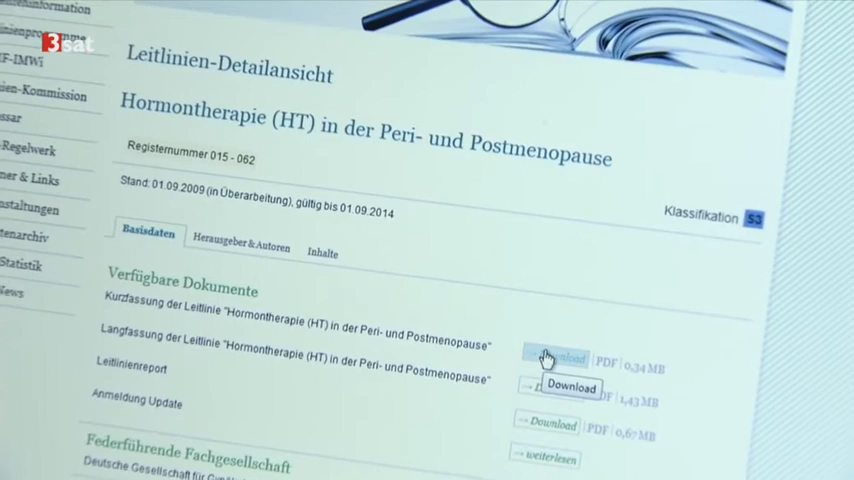 3sat
Leitlinien-Detailansicht
Hormontherapie (HT) in der Peri- und Postmenopause
Registernummer 015 - 062
Stand: 01.09.2009 (in Überarbeitung), gültig bis 01.09.2014
Klassifikation S3
Basisdaten Herausgeber & Autoren Inhalte
Verfügbare Dokumente
Kurzfassung der Leitlinie "Hormontherapie (HT) in der Peri- und Postmenopause" PDF | 0,34 MB
Download
Langfassung der Leitlinie "Hormontherapie (HT) in der Peri- und Postmenopause" 1,43 MB
Leitlinienreport → Download | PDF | 0,67 MB
Anmeldung Update → weiterlesen
Federführende Fachgesellschaft
Deutsche Gesellschaft für
-Kommission
Regelwerk
& Links
Statistik
News